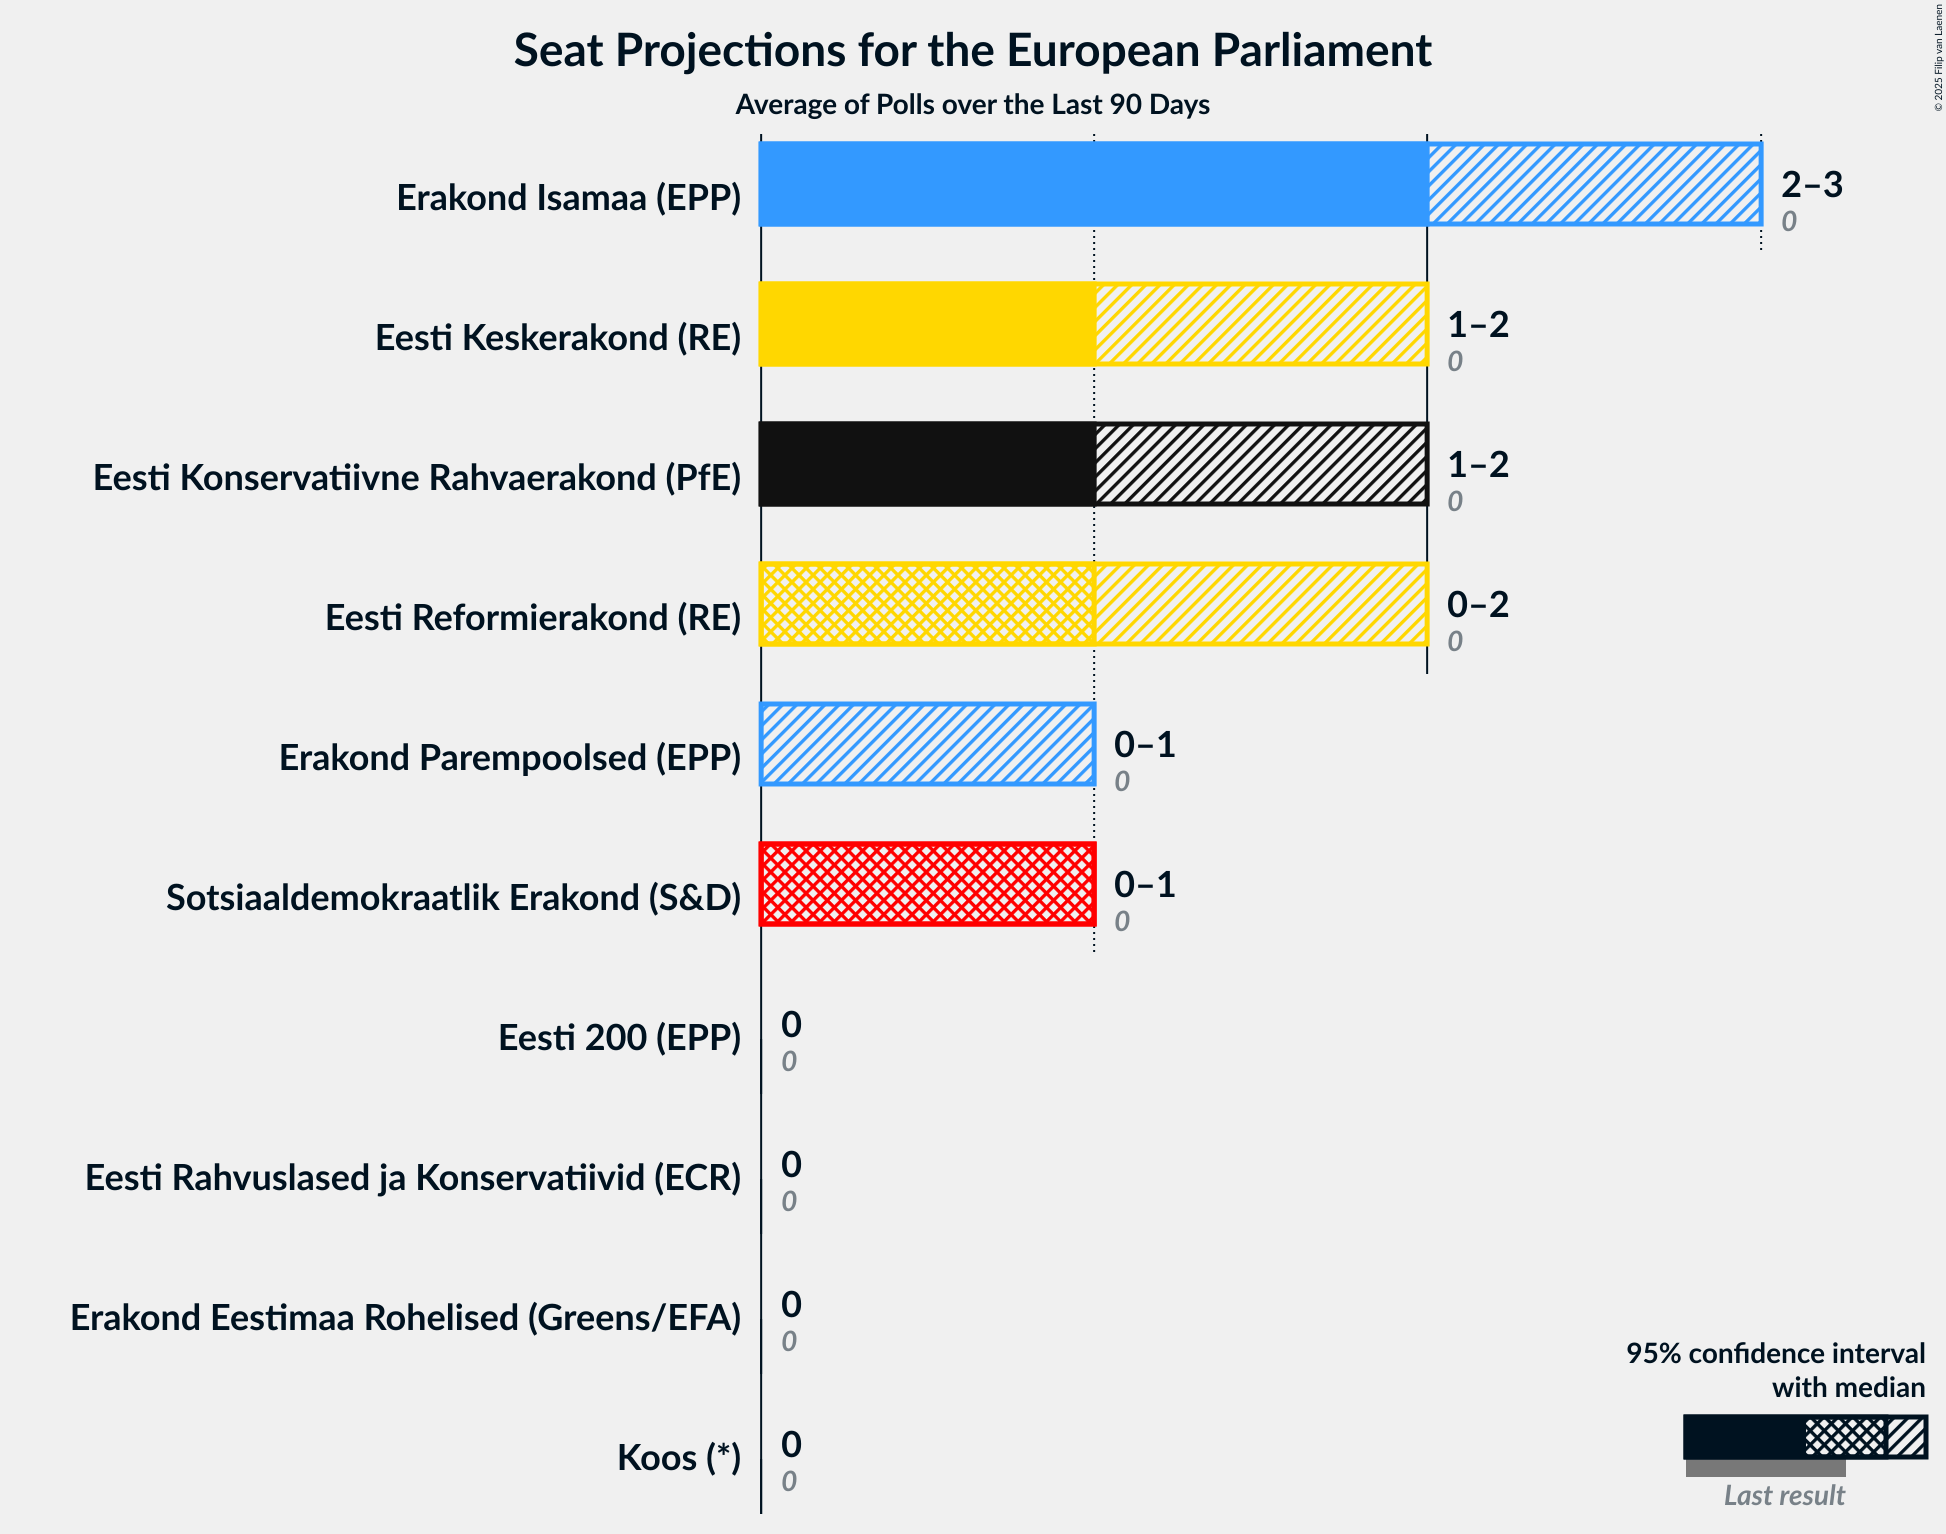 Seat Projections for the European Parliament
Average of Polls over the Last 90 Days
© 2025 Filip van Laenen
Erakond Isamaa (EPP)
2–3
0
Eesti Keskerakond (RE)
1–2
0
Eesti Konservatiivne Rahvaerakond (PfE)
1–2
0
Eesti Reformierakond (RE)
0–2
0
Erakond Parempoolsed (EPP)
0–1
0
Sotsiaaldemokraatlik Erakond (S&D)
0–1
0
Eesti 200 (EPP)
0
0
Eesti Rahvuslased ja Konservatiivid (ECR)
0
0
Erakond Eestimaa Rohelised (Greens/EFA)
0
0
Koos (*)
0
0
95% confidence interval
with median
Last result